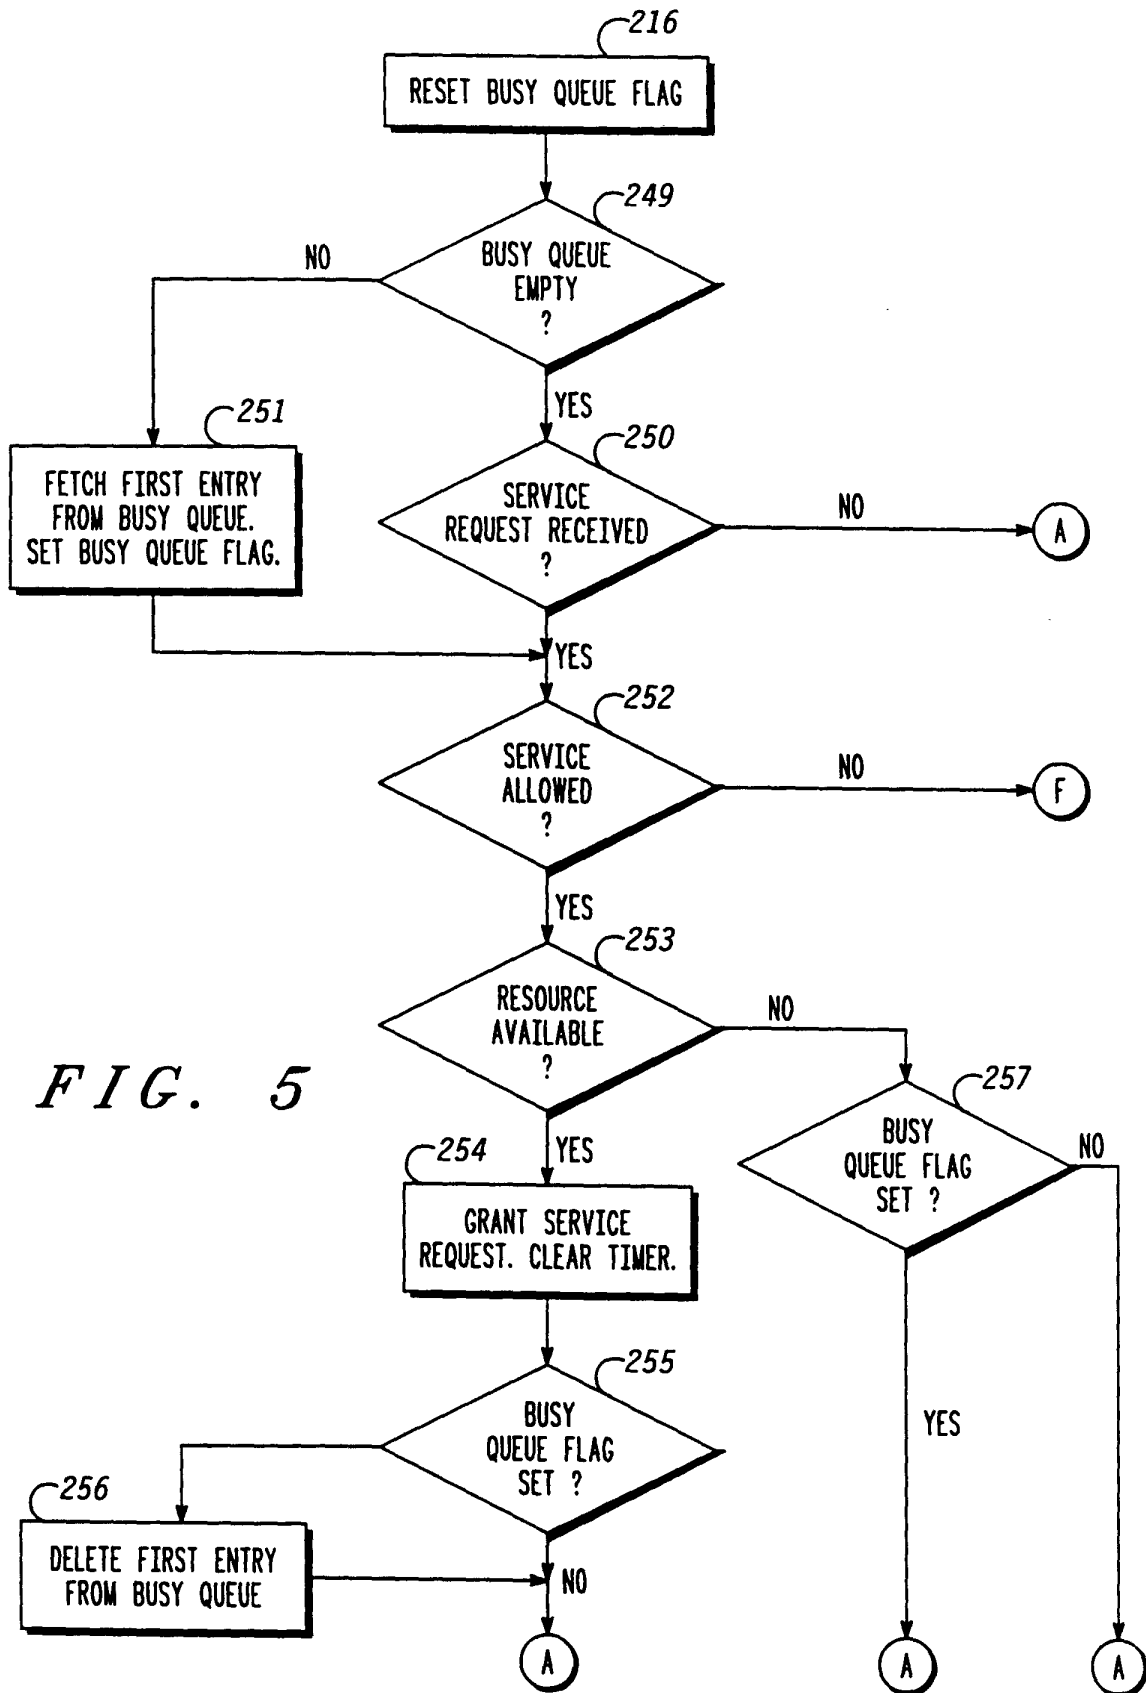 216
RESET BUSY QUEUE FLAG
249
BUSY QUEUE
EMPTY
?
NO
YES
251
FETCH FIRST ENTRY
FROM BUSY QUEUE.
SET BUSY QUEUE FLAG.
250
SERVICE
REQUEST RECEIVED
?
NO
A
YES
252
SERVICE
ALLOWED
?
NO
F
YES
253
RESOURCE
AVAILABLE
?
NO
YES
FIG. 5
257
BUSY
QUEUE FLAG
SET ?
NO
YES
254
GRANT SERVICE
REQUEST. CLEAR TIMER.
255
BUSY
QUEUE FLAG
SET ?
256
DELETE FIRST ENTRY
FROM BUSY QUEUE
NO
A
A
A